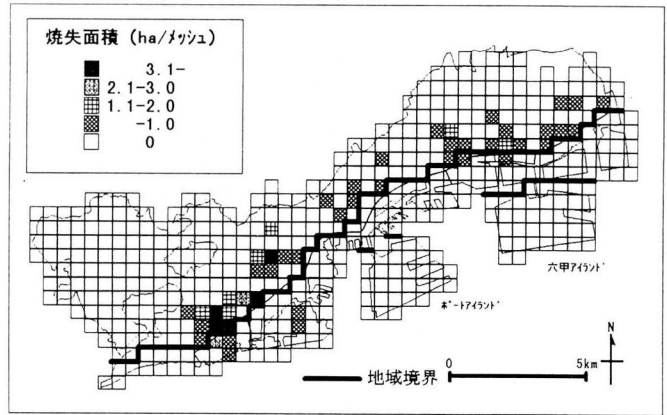 焼失面積 (ha/ﾒｯｼｭ)
3.1-
2.1-3.0
1.1-2.0
-1.0
0
六甲アイランド
ポートアイランド
N
0 5km
地域境界